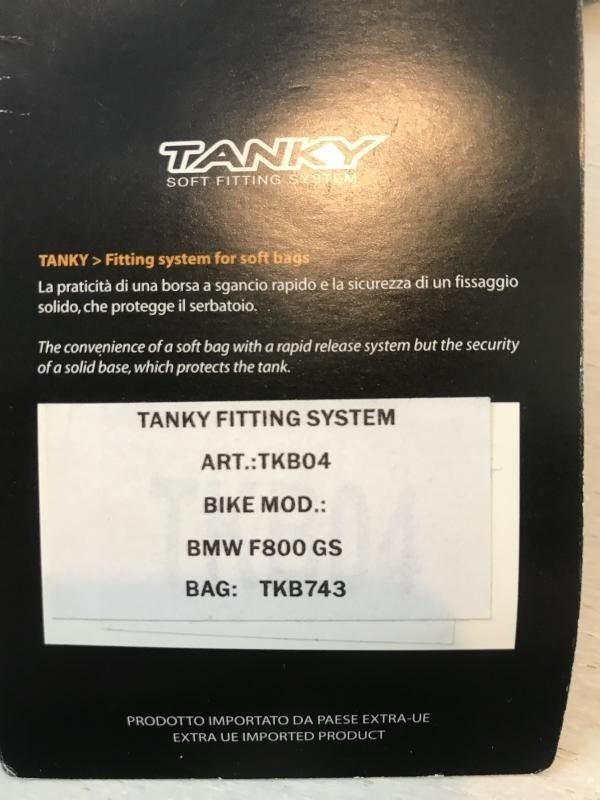 TANKY
SOFT FITTING SYSTEM
TANKY > Fitting system for soft bags
La praticità di una borsa a sgancio rapido e la sicurezza di un fissaggio
solido, che protegge il serbatoio.
The convenience of a soft bag with a rapid release system but the security
of a solid base, which protects the tank.
TANKY FITTING SYSTEM
ART.:TKB04
BIKE MOD.:
BMW F800 GS
BAG: TKB743
PRODOTTO IMPORTATO DA PAESE EXTRA-UE
EXTRA UE IMPORTED PRODUCT